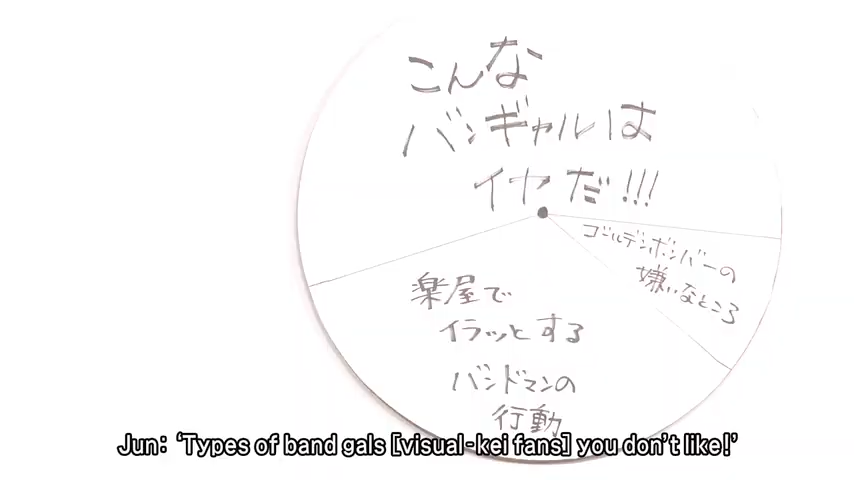 こんな
バンギャルは
イヤだ!!!
ゴールデンボンバーの
嫌いなところ
楽屋で
イラッとする
バンドマンの
行動
Jun: ‘Types of band gals [visual-kei fans] you don’t like!’